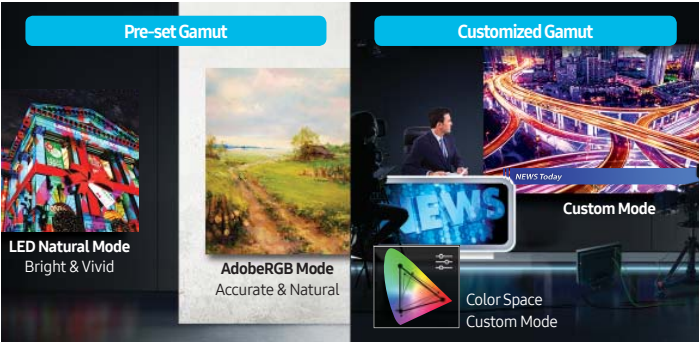 Pre-set Gamut
LED Natural Mode
Bright & Vivid
AdobeRGB Mode
Accurate & Natural
Customized Gamut
NEWS Today
NEWS
Custom Mode
Color Space
Custom Mode